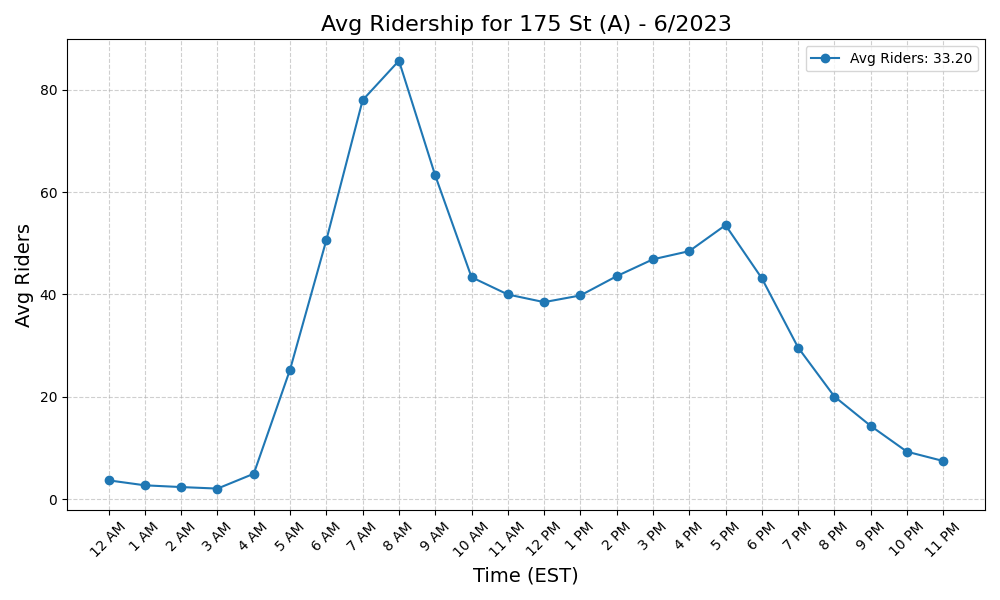 Avg Ridership for 175 St (A) - 6/2023
Avg Riders: 33.20
Avg Riders
80
60
40
20
0
12 AM
1 AM
2 AM
3 AM
4 AM
5 AM
6 AM
7 AM
8 AM
9 AM
10 AM
11 AM
12 PM
1 PM
2 PM
3 PM
4 PM
5 PM
6 PM
7 PM
8 PM
9 PM
10 PM
11 PM
Time (EST)